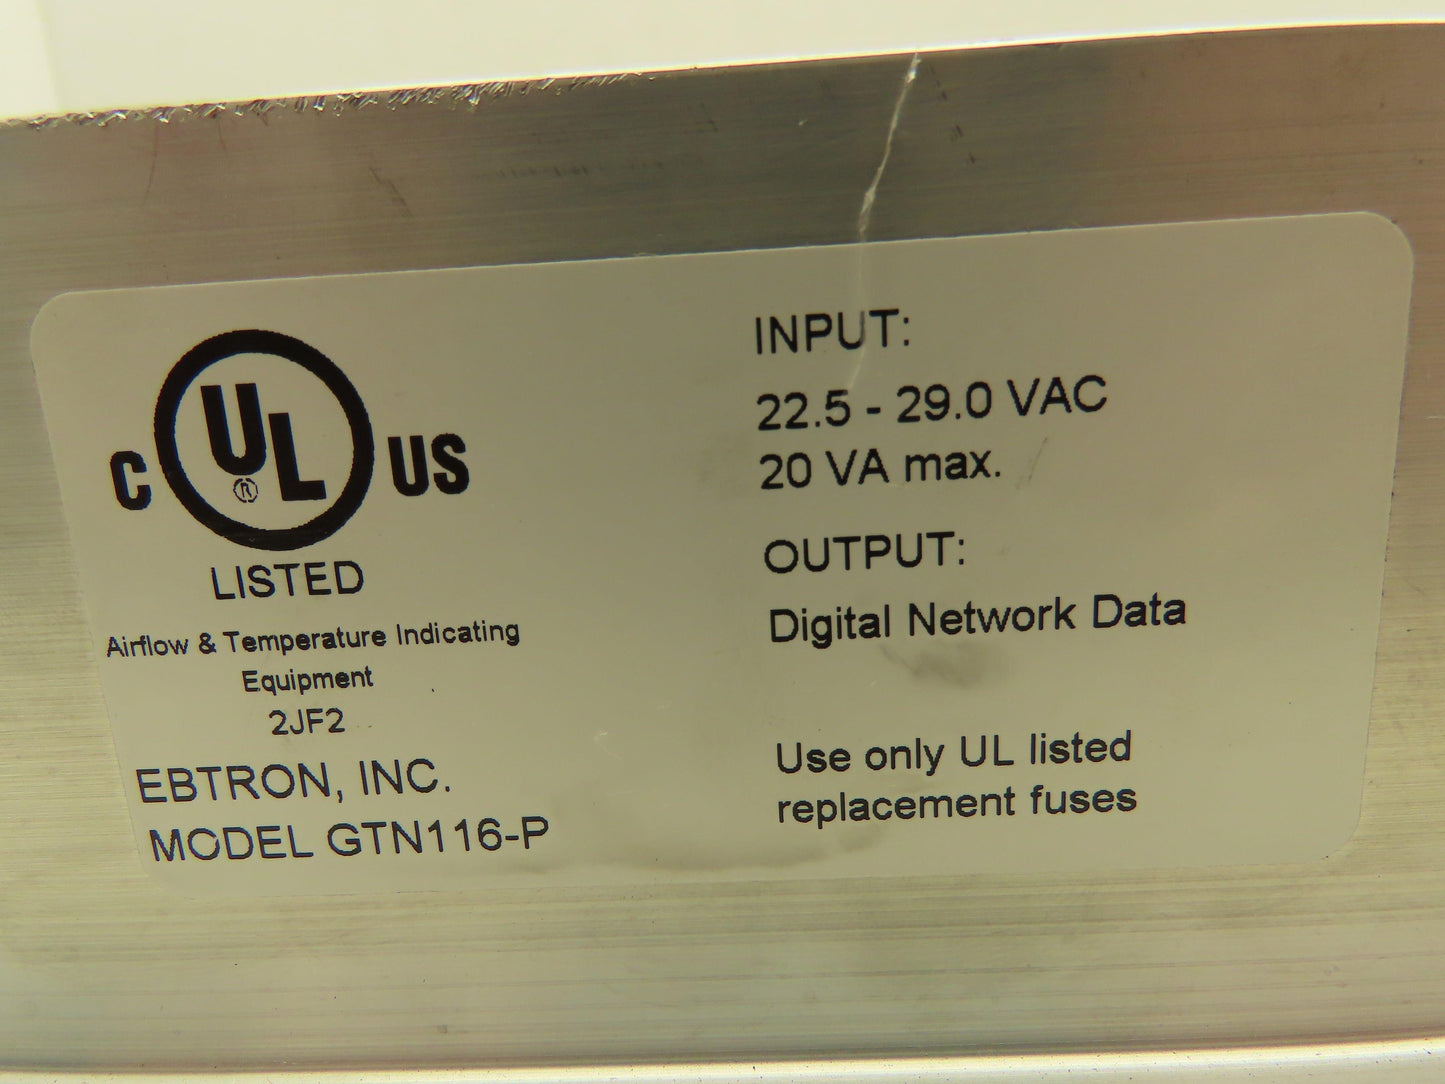 C UL® US
LISTED
Airflow & Temperature Indicating
Equipment
2JF2
EBTRON, INC.
MODEL GTN116-P
INPUT:
22.5 - 29.0 VAC
20 VA max.
OUTPUT:
Digital Network Data
Use only UL listed
replacement fuses